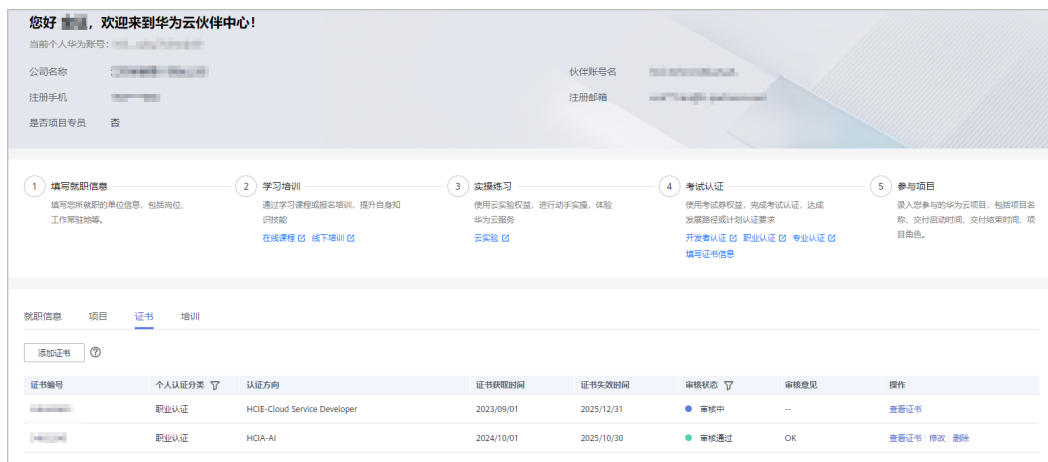 您好 ，欢迎来到华为云伙伴中心！
当前个人华为账号：
公司名称 伙伴账号名
注册手机 注册邮箱
是否项目专员 否
1 填写就职信息 2 学习培训 3 实操练习 4 考试认证 5 参与项目
填写您所就职的单位信息，包括岗位、 通过学习课程或报名培训，提升自身知 使用云实验权益，进行动手实操，体验 使用考试券权益，完成考试认证，达成 录入您参与的华为云项目，包括项目名
工作常驻地等。 识技能 华为云服务 发展路径或计划认证要求 称、交付启动时间、交付结束时间、项
在线课程 线下培训 云实验 开发者认证 职业认证 专业认证 目角色。
填写证书信息
就职信息 项目 证书 培训
添加证书 ?
证书编号 个人认证分类 认证方向 证书获取时间 证书失效时间 审核状态 审核意见 操作
职业认证 HCIE-Cloud Service Developer 2023/09/01 2025/12/31 审核中 -- 查看证书
职业认证 HCIA-AI 2024/10/01 2025/10/30 审核通过 OK 查看证书 修改 删除